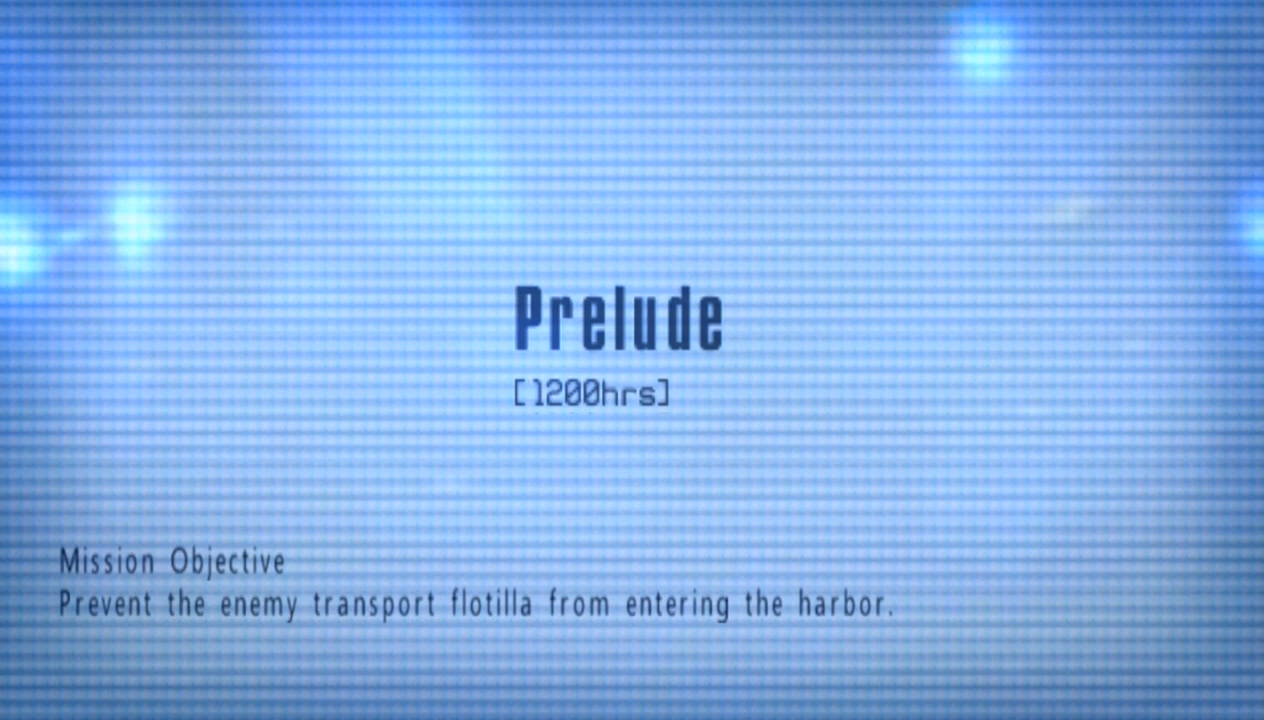 Prelude
[1200hrs]
Mission Objective
Prevent the enemy transport flotilla from entering the harbor.